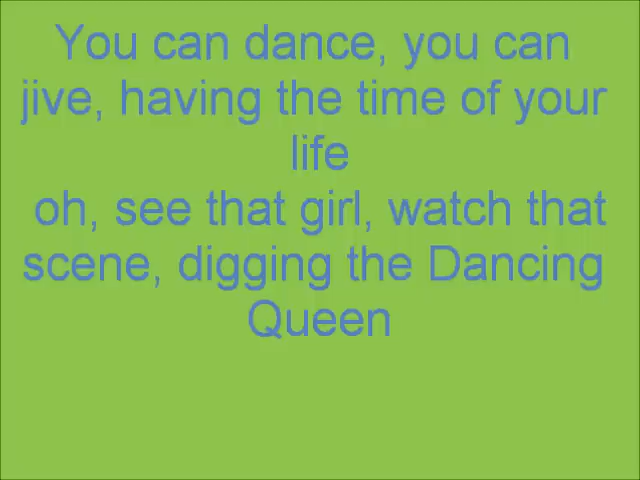 You can dance, you can
jive, having the time of your
life
oh, see that girl, watch that
scene, digging the Dancing
Queen